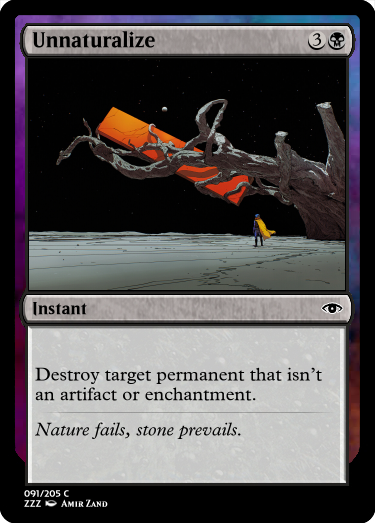 Unnaturalize 3
Instant
Destroy target permanent that isn't
an artifact or enchantment.
Nature fails, stone prevails.
091/205 C
ZZZ AMIR ZAND